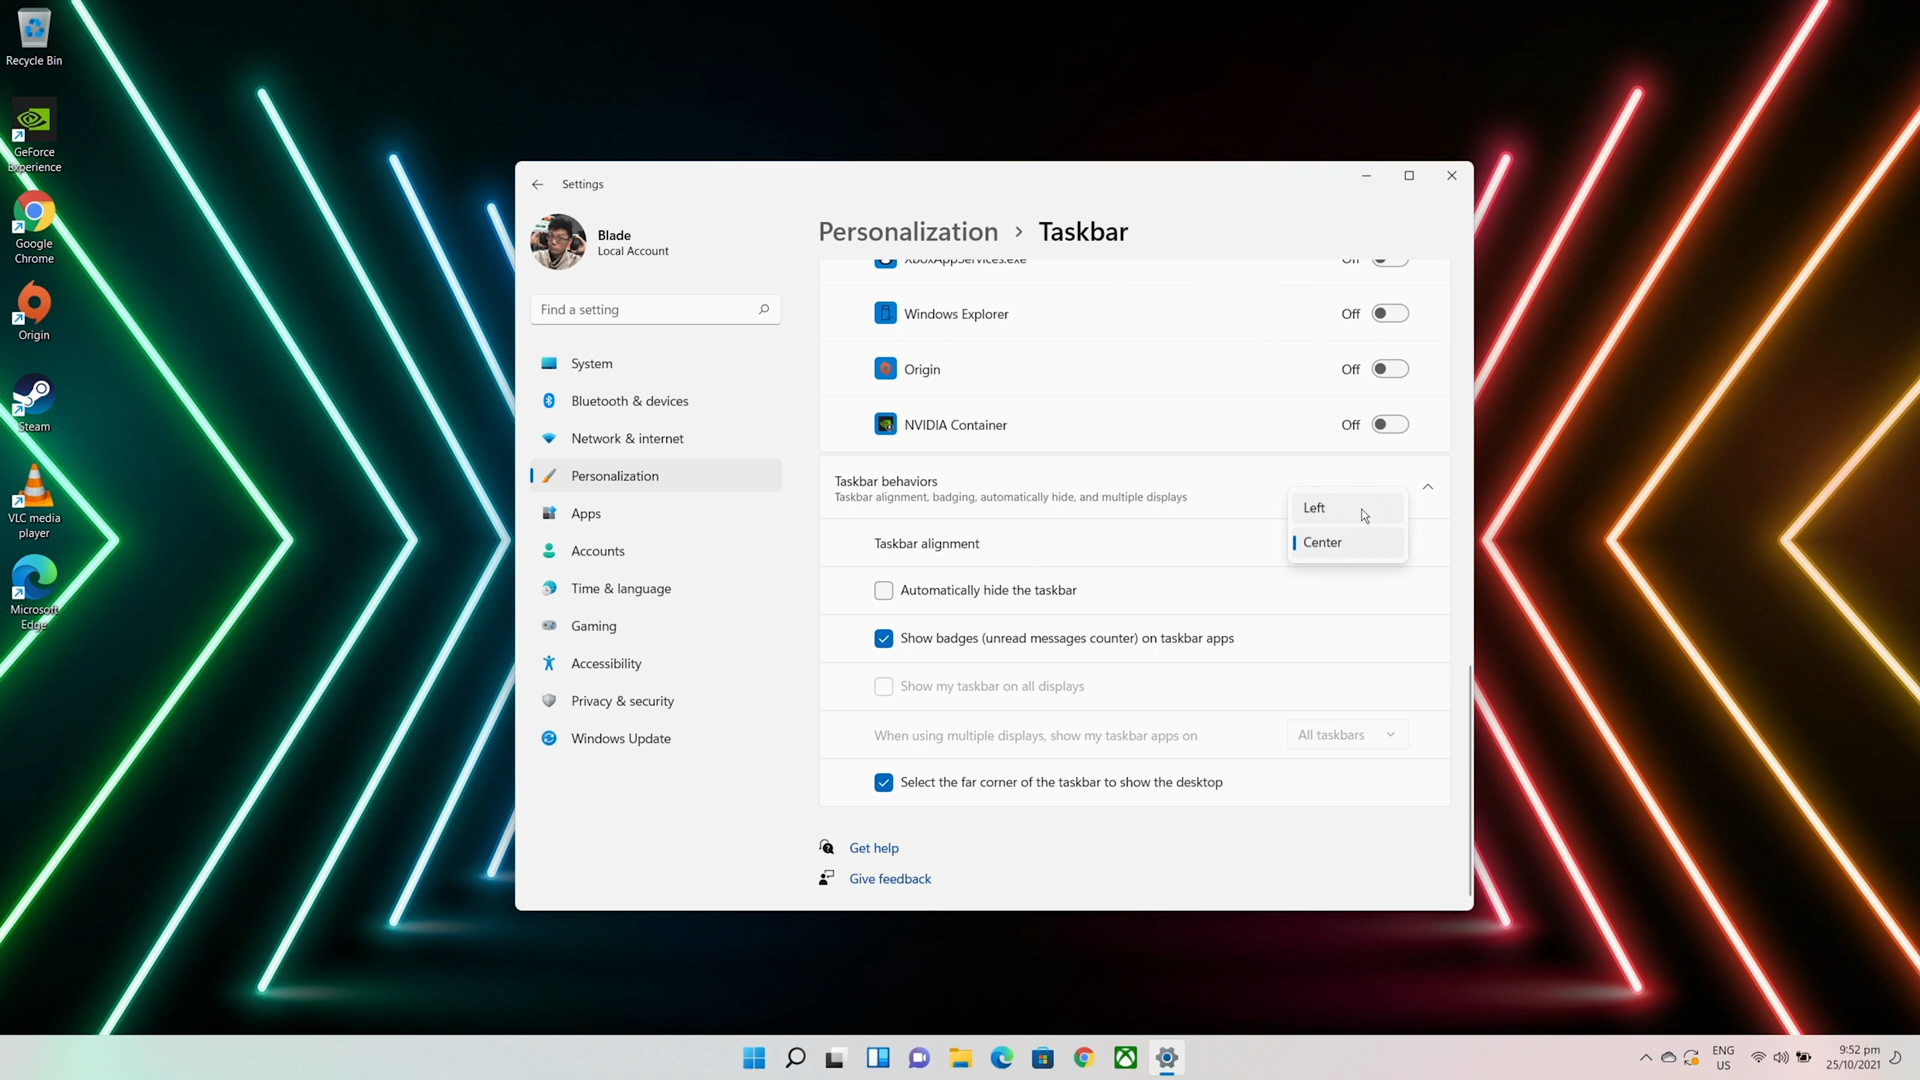 Recycle Bin
GeForce
Experience
Google
Chrome
Origin
Steam
VLC media
player
Microsoft
Edge
Settings
Blade
Local Account
Find a setting
System
Bluetooth & devices
Network & internet
Personalization
Apps
Accounts
Time & language
Gaming
Accessibility
Privacy & security
Windows Update
Personalization > Taskbar
XboxAppServices.exe Off
Windows Explorer Off
Origin Off
NVIDIA Container Off
Taskbar behaviors
Taskbar alignment, badging, automatically hide, and multiple displays
Left
Center
Taskbar alignment
Automatically hide the taskbar
Show badges (unread messages counter) on taskbar apps
Show my taskbar on all displays
When using multiple displays, show my taskbar apps on All taskbars
Select the far corner of the taskbar to show the desktop
Get help
Give feedback
ENG
US
9:52 pm
25/10/2021